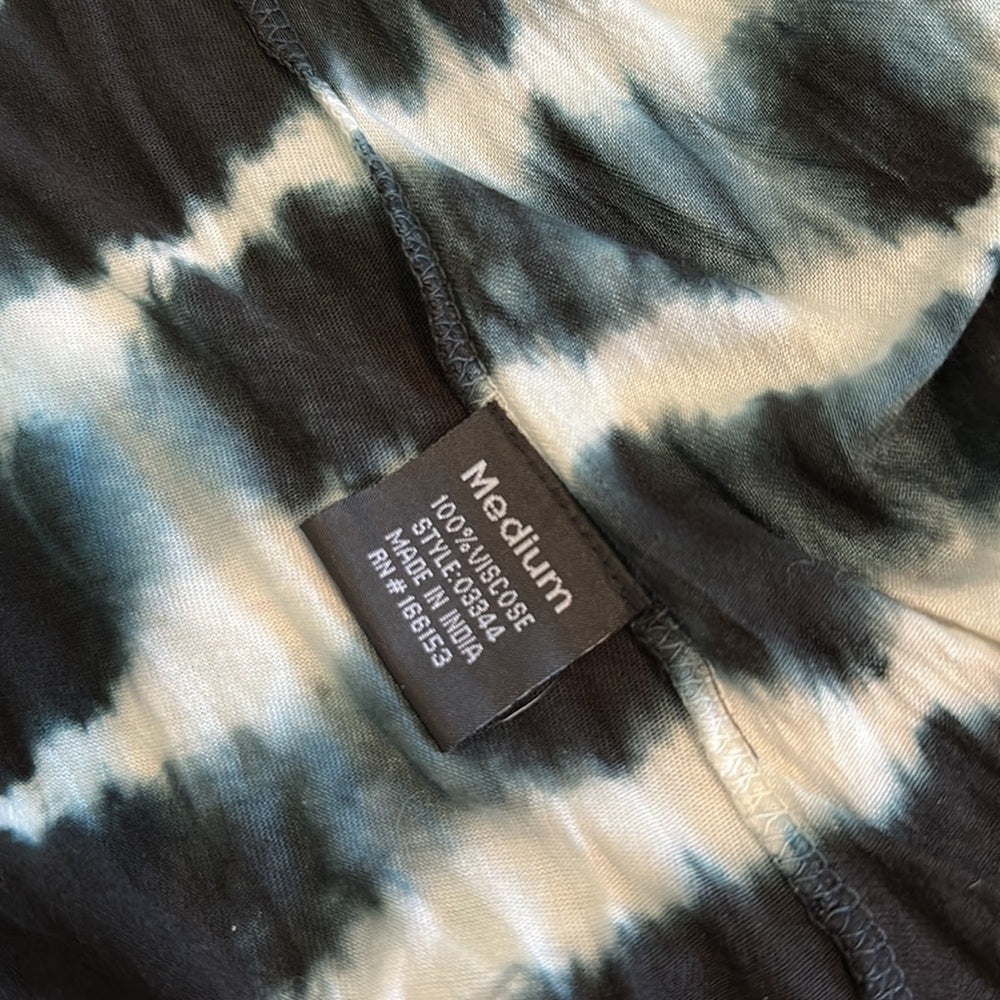 Medium
100%VISCOSE
STYLE:03344
MADE IN INDIA
RN#166153